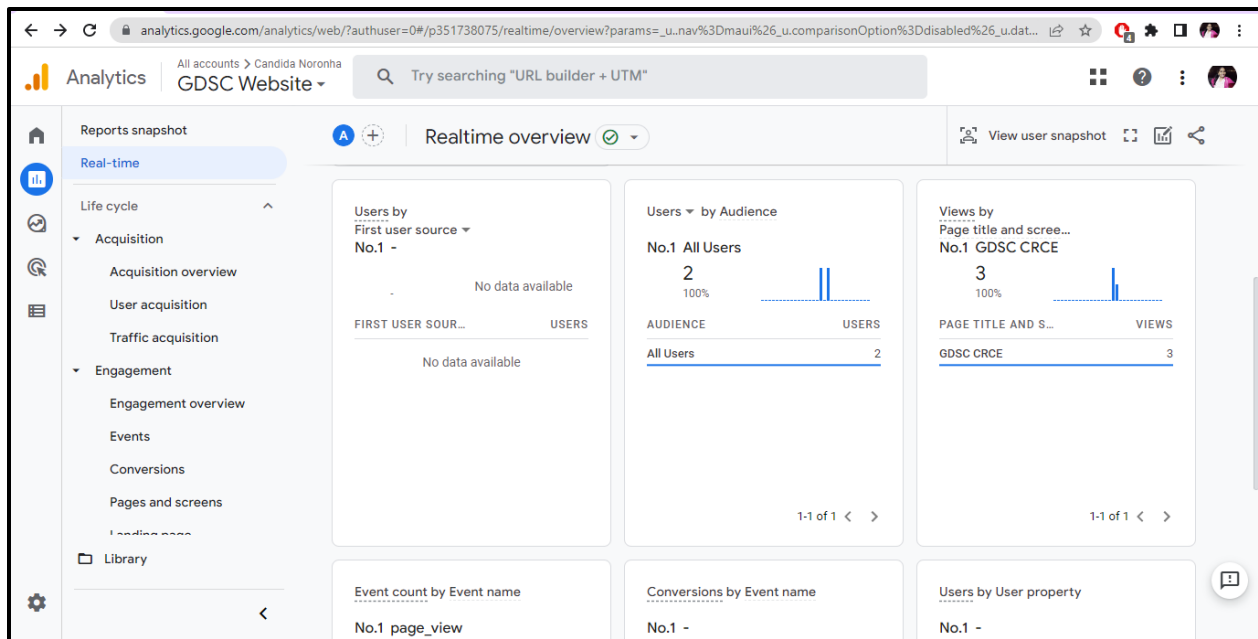 analytics.google.com/analytics/web/?authuser=0#/p351738075/realtime/overview?params=_u..nav%3Dmaui%26_u.comparisonOption%3Ddisabled%26_u.dat...
4
Analytics
All accounts > Candida Noronha
GDSC Website
Try searching "URL builder + UTM"
Reports snapshot
Real-time
Life cycle
Acquisition
Acquisition overview
User acquisition
Traffic acquisition
Engagement
Engagement overview
Events
Conversions
Pages and screens
Landing page
Library
A
Realtime overview
View user snapshot
Users by
First user source
No.1 -
-
No data available
FIRST USER SOUR... USERS
No data available
Users by Audience
No.1 All Users
2
100%
AUDIENCE USERS
All Users 2
1-1 of 1
Views by
Page title and scree...
No.1 GDSC CRCE
3
100%
PAGE TITLE AND S... VIEWS
GDSC CRCE 3
1-1 of 1
Event count by Event name
No.1 page_view
Conversions by Event name
No.1 -
Users by User property
No.1 -